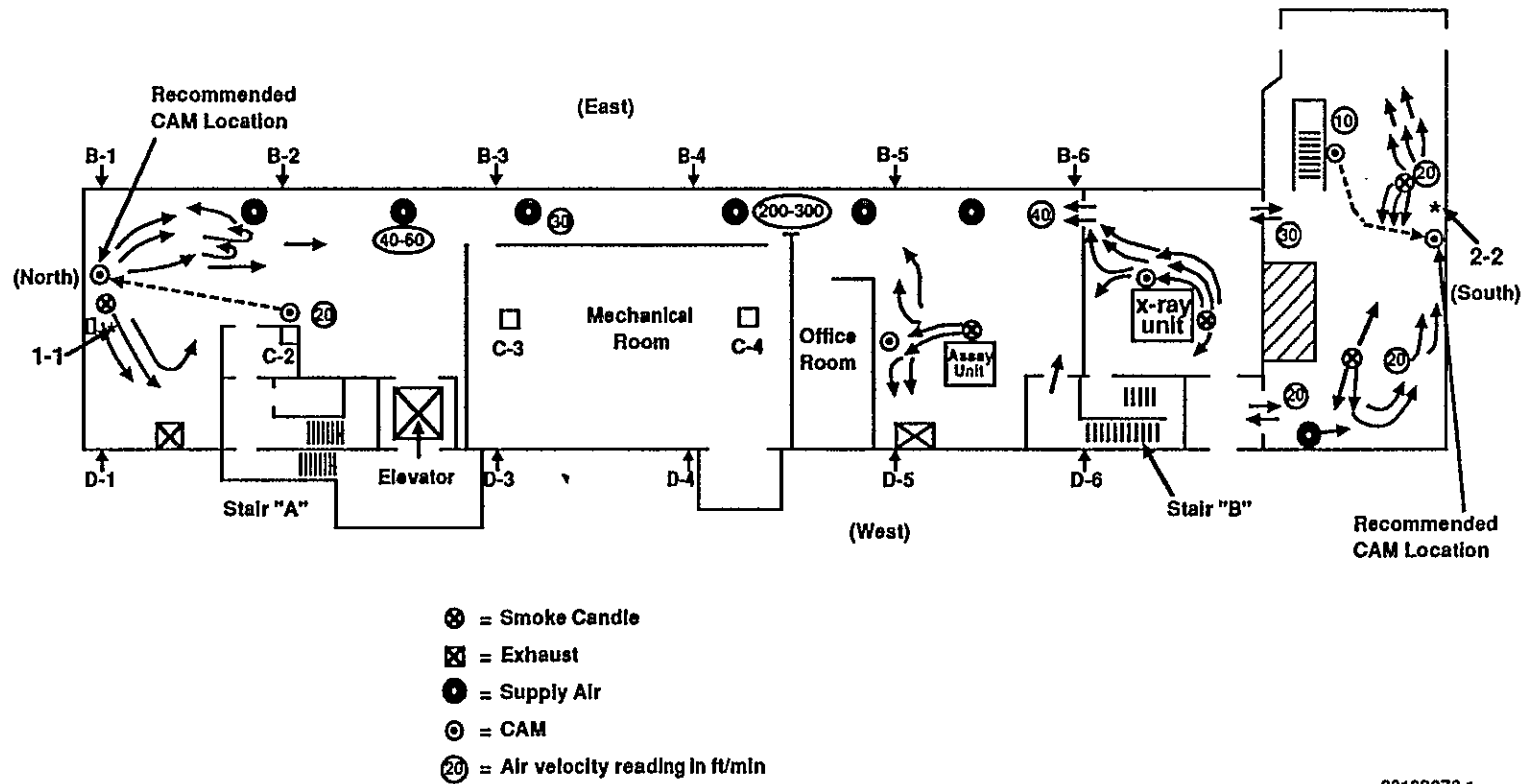 Recommended
CAM Location
(East)
B-1
B-2
B-3
B-4
B-5
B-6
10
20
200-300
30
40
40-60
30
2-2
(North)
(South)
20
x-ray
unit
Mechanical
Room
1-1
C-2
C-3
C-4
Office
Room
Assay
Unit
20
20
Elevator
D-1
D-3
D-4
D-5
D-6
Stair "A"
Stair "B"
(West)
Recommended
CAM Location
= Smoke Candle
= Exhaust
= Supply Air
= CAM
20 = Air velocity reading in ft/min